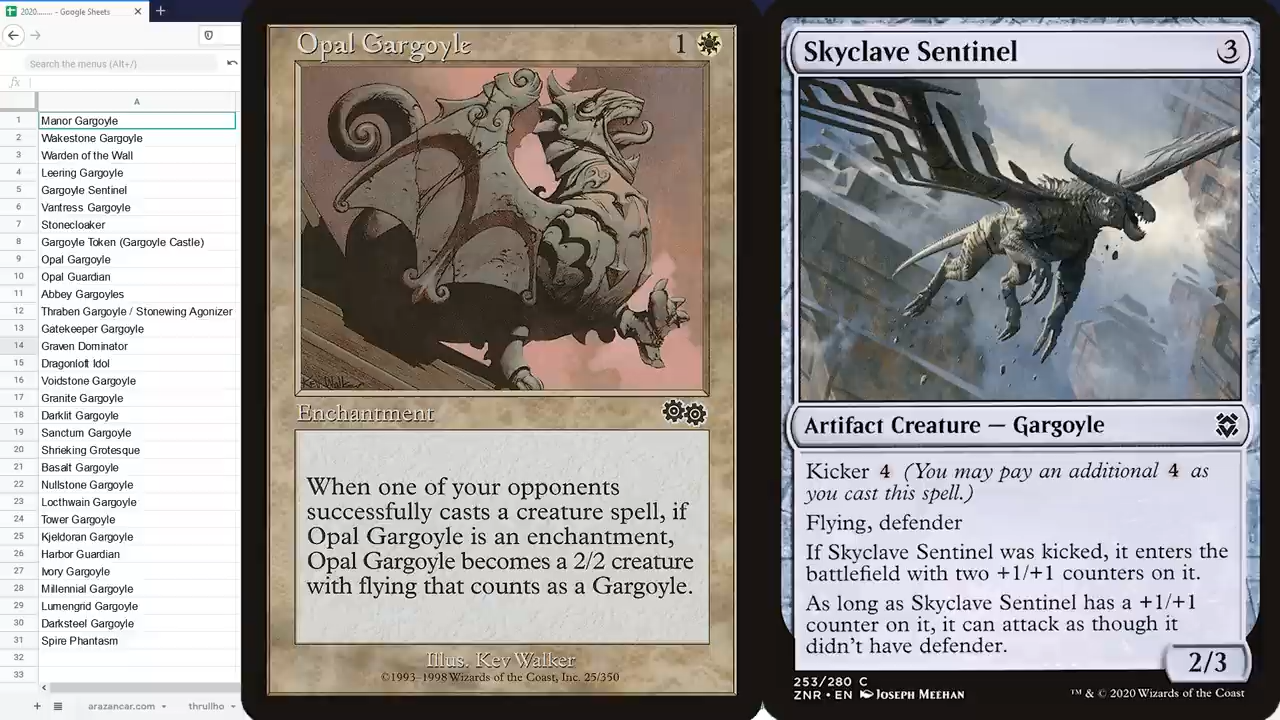 2020........ - Google Sheets
Search the menus (Alt+/)
fx
A
1 Manor Gargoyle
2 Wakestone Gargoyle
3 Warden of the Wall
4 Leering Gargoyle
5 Gargoyle Sentinel
6 Vantress Gargoyle
7 Stonecloaker
8 Gargoyle Token (Gargoyle Castle)
9 Opal Gargoyle
10 Opal Guardian
11 Abbey Gargoyles
12 Thraben Gargoyle / Stonewing Agonizer
13 Gatekeeper Gargoyle
14 Graven Dominator
15 Dragonloft Idol
16 Voidstone Gargoyle
17 Granite Gargoyle
18 Darklit Gargoyle
19 Sanctum Gargoyle
20 Shrieking Grotesque
21 Basalt Gargoyle
22 Nullstone Gargoyle
23 Locthwain Gargoyle
24 Tower Gargoyle
25 Kjeldoran Gargoyle
26 Harbor Guardian
27 Ivory Gargoyle
28 Millennial Gargoyle
29 Lumengrid Gargoyle
30 Darksteel Gargoyle
31 Spire Phantasm
32
33
arazancar.com
thrullho
Opal Gargoyle 1
Kev Walker
Enchantment
When one of your opponents
successfully casts a creature spell, if
Opal Gargoyle is an enchantment,
Opal Gargoyle becomes a 2/2 creature
with flying that counts as a Gargoyle.
Illus. Kev Walker
©1993–1998 Wizards of the Coast, Inc. 25/350
Skyclave Sentinel 3
Artifact Creature — Gargoyle
Kicker 4 (You may pay an additional 4 as
you cast this spell.)
Flying, defender
If Skyclave Sentinel was kicked, it enters the
battlefield with two +1/+1 counters on it.
As long as Skyclave Sentinel has a +1/+1
counter on it, it can attack as though it
didn't have defender.
2/3
253/280 C
ZNR • EN Joseph Meehan
™ & © 2020 Wizards of the Coast